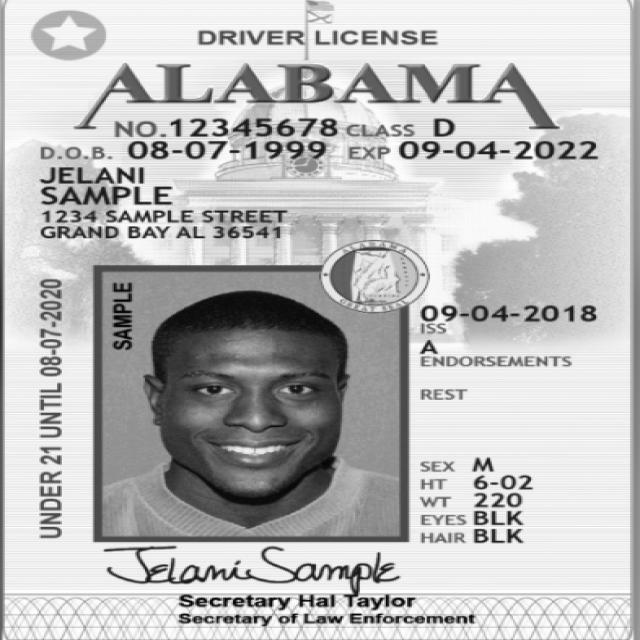 DRIVER LICENSE
ALABAMA
NO. 12345678 CLASS D
D.O.B. 08-07-1999 EXP 09-04-2022
JELANI
SAMPLE
1234 SAMPLE STREET
GRAND BAY AL 36541
ALABAMA
GREAT SEAL
SAMPLE
UNDER 21 UNTIL 08-07-2020
09-04-2018
ISS
A
ENDORSEMENTS
REST
SEX M
HT 6-02
WT 220
EYES BLK
HAIR BLK
Jelani Sample
Secretary Hal Taylor
Secretary of Law Enforcement